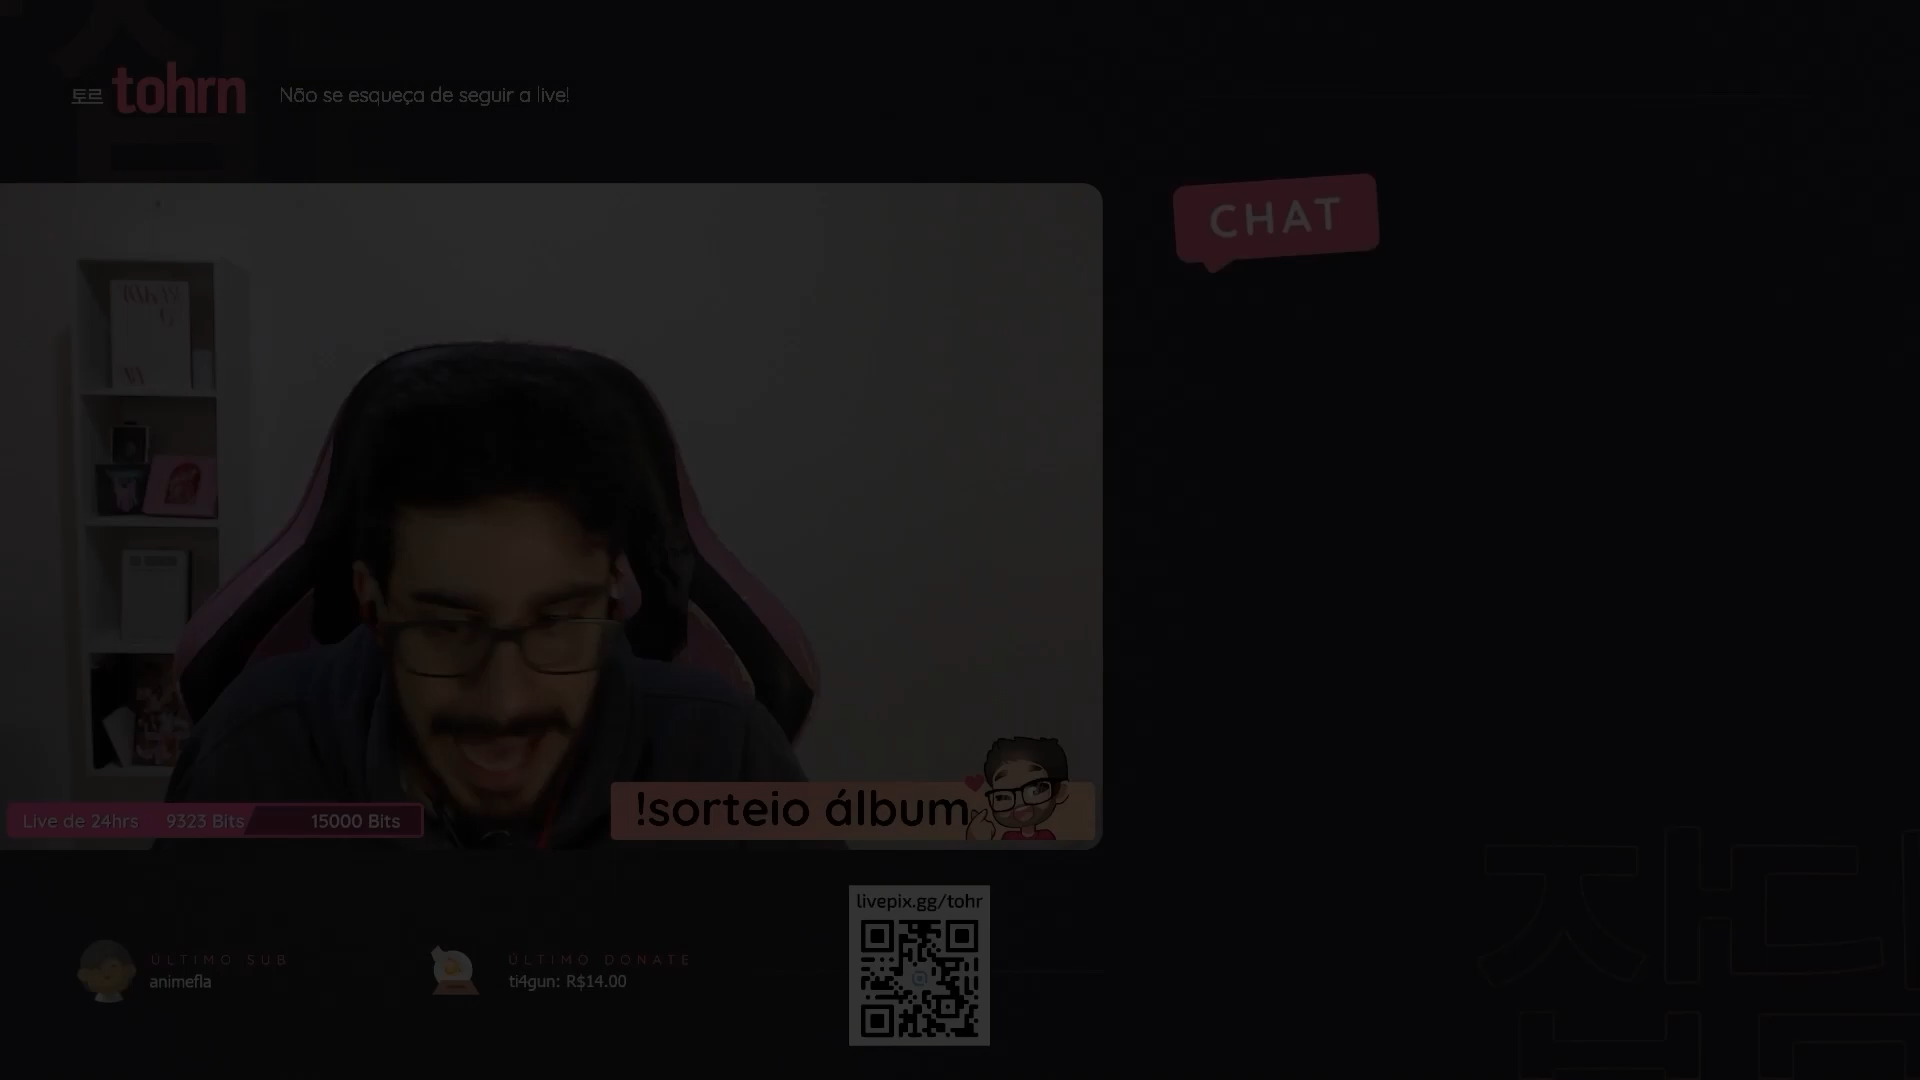 토르 tohrn
Não se esqueça de seguir a live!
CHAT
Live de 24hrs 9323 Bits 15000 Bits
!sorteio álbum
livepix.gg/tohr
ÚLTIMO SUB
animefla
ÚLTIMO DONATE
ti4gun: R$14.00